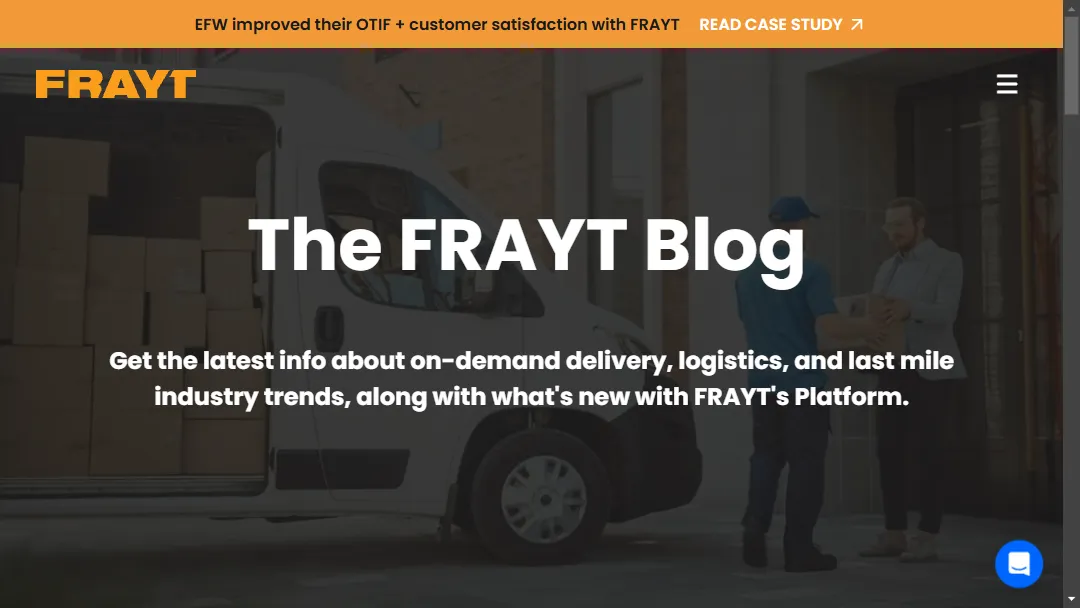 EFW improved their OTIF + customer satisfaction with FRAYT READ CASE STUDY
FRAYT
The FRAYT Blog
Get the latest info about on-demand delivery, logistics, and last mile
industry trends, along with what's new with FRAYT's Platform.